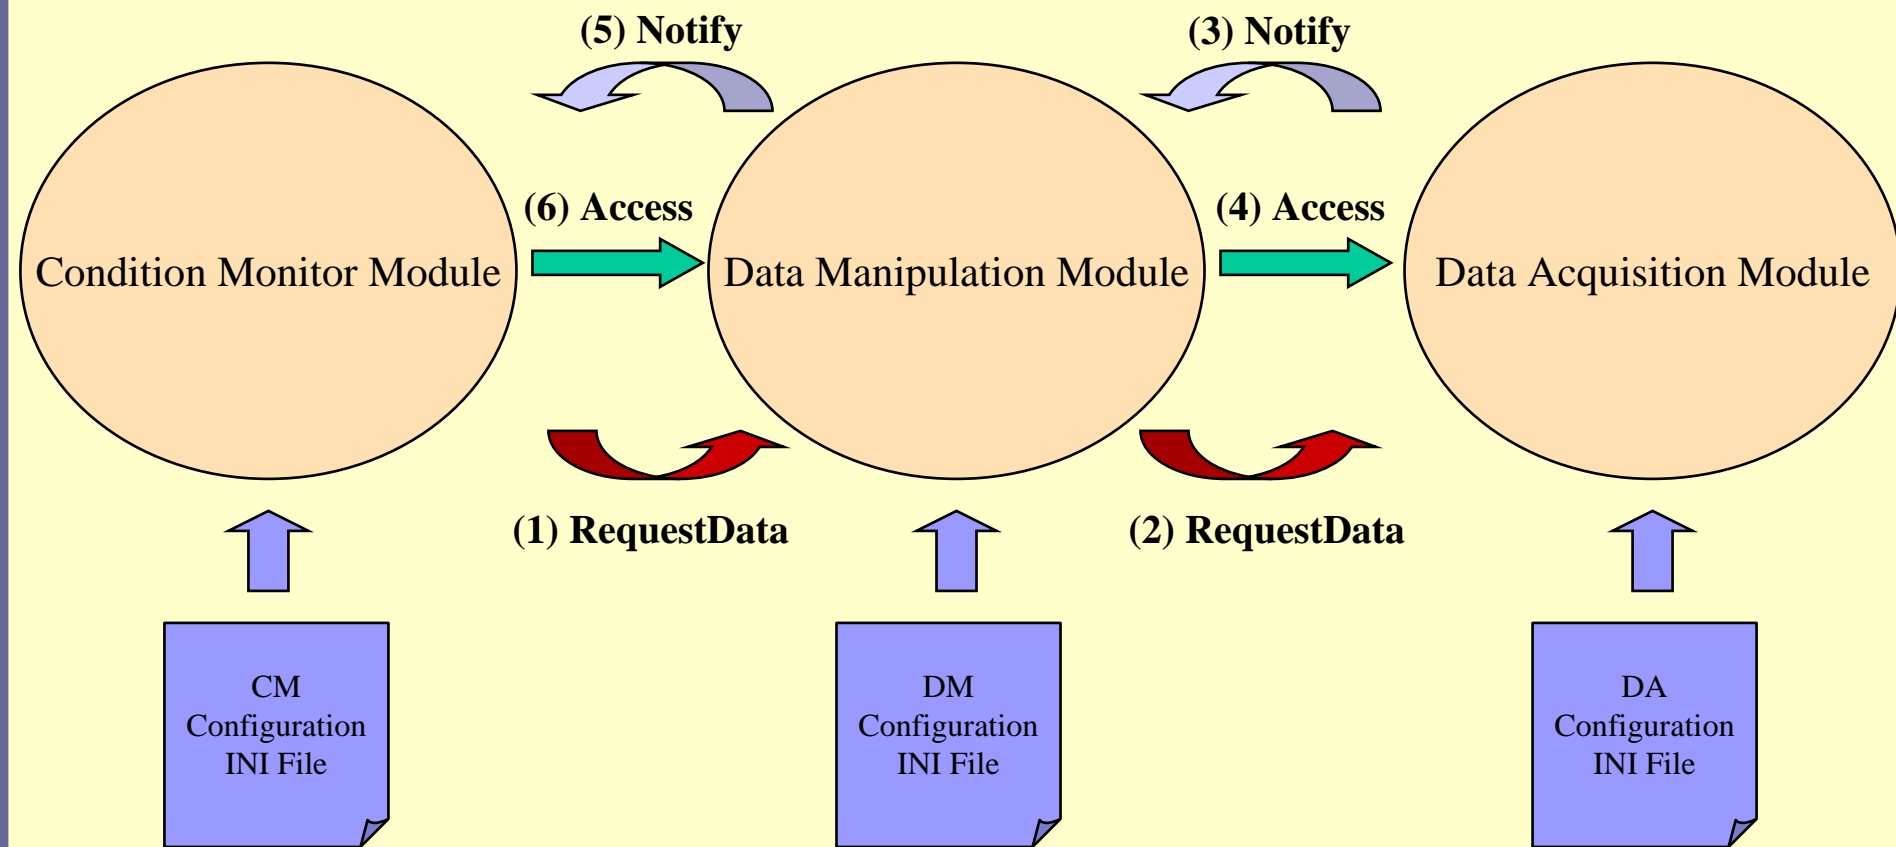 (5) Notify
(3) Notify
(6) Access
(4) Access
Condition Monitor Module
Data Manipulation Module
Data Acquisition Module
(1) RequestData
(2) RequestData
CM
Configuration
INI File
DM
Configuration
INI File
DA
Configuration
INI File